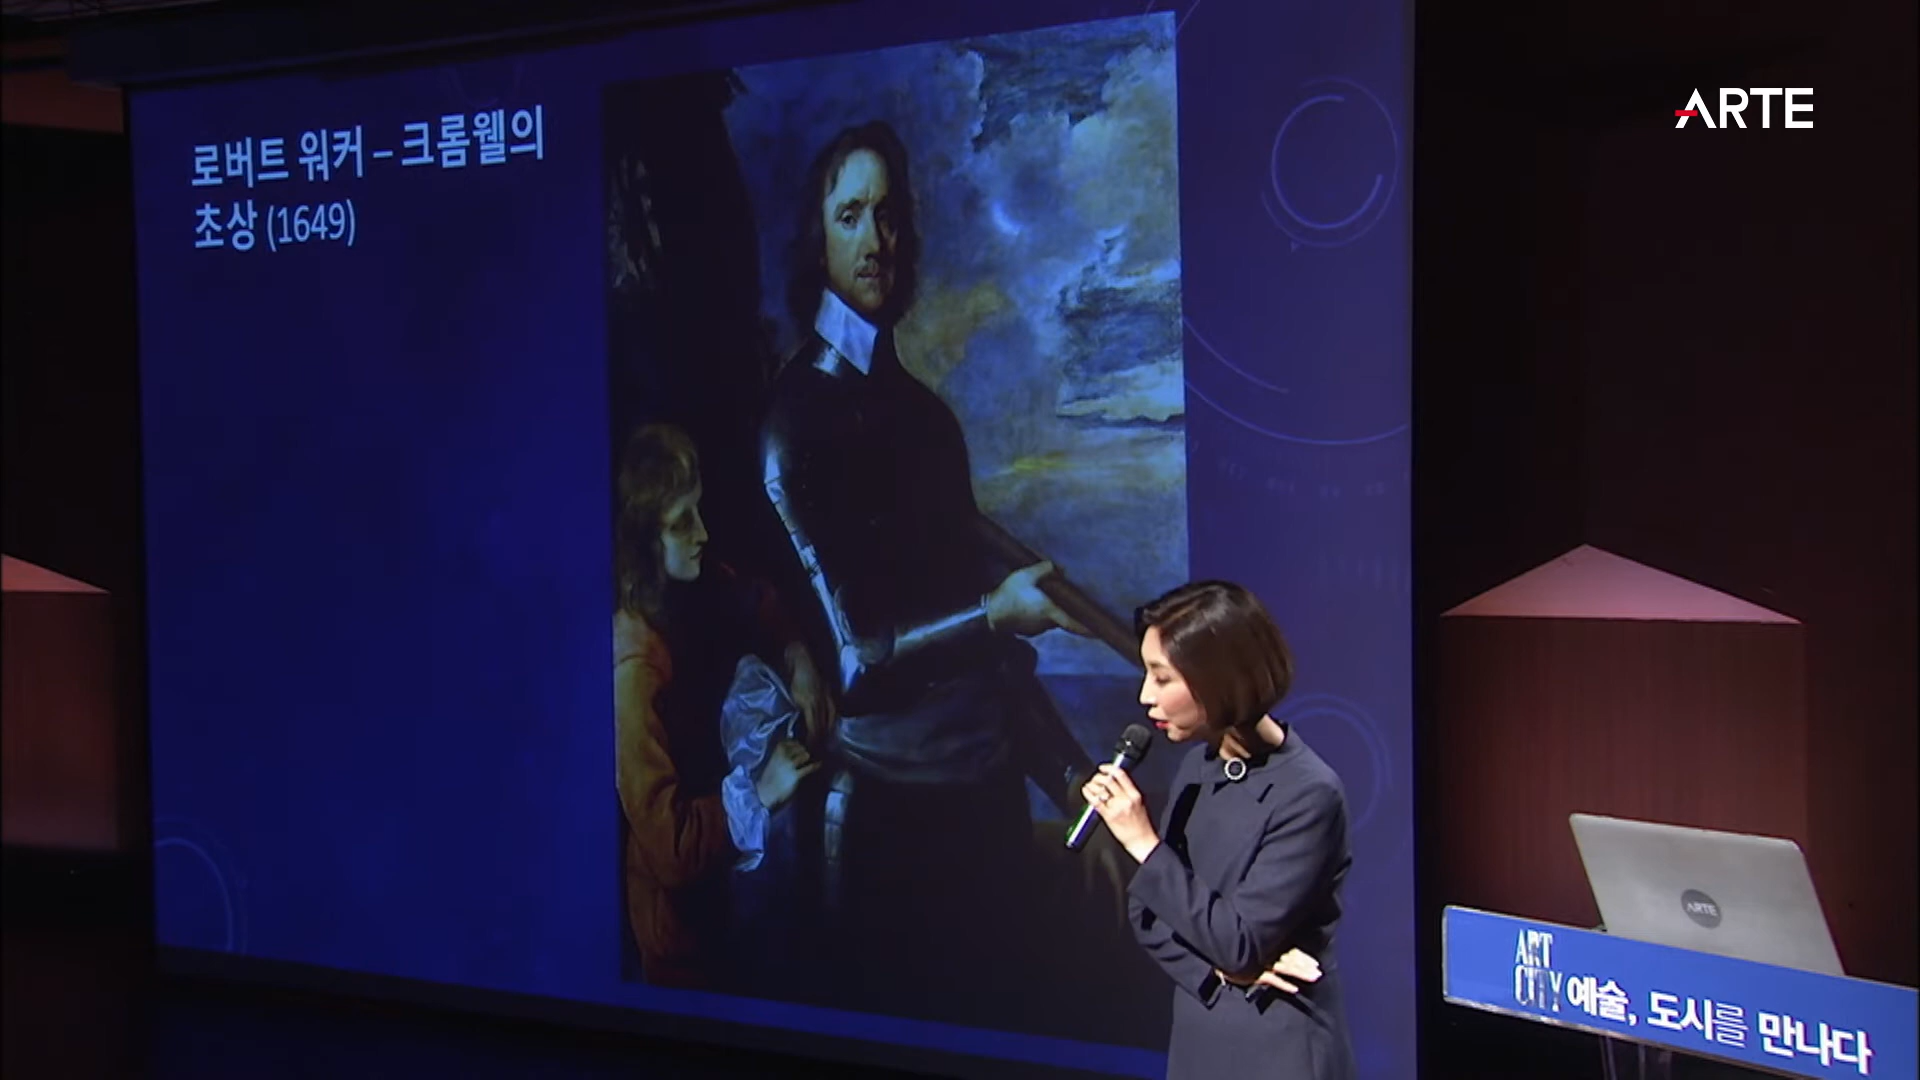 로버트 워커 – 크롬웰의
초상 (1649)
ARTE
ARTE
ART
CITY 예술, 도시를 만나다